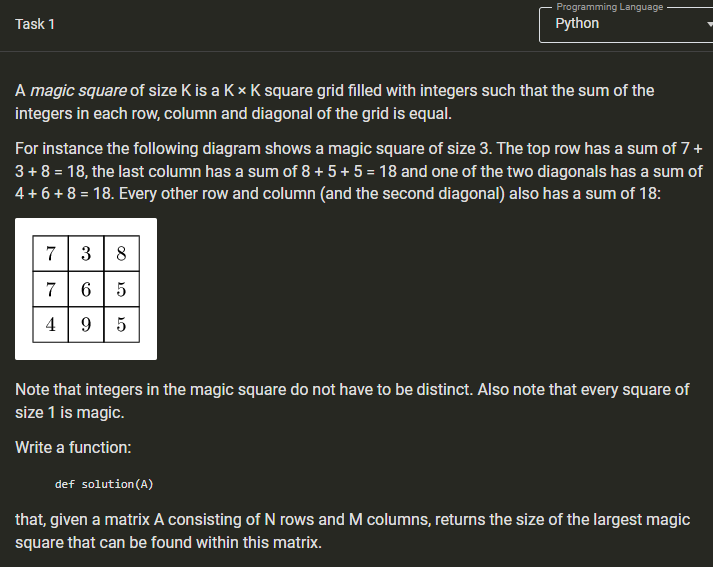 Task 1
Programming Language
Python
A magic square of size K is a K × K square grid filled with integers such that the sum of the
integers in each row, column and diagonal of the grid is equal.
For instance the following diagram shows a magic square of size 3. The top row has a sum of 7 +
3 + 8 = 18, the last column has a sum of 8 + 5 + 5 = 18 and one of the two diagonals has a sum of
4 + 6 + 8 = 18. Every other row and column (and the second diagonal) also has a sum of 18:
7 3 8
7 6 5
4 9 5
Note that integers in the magic square do not have to be distinct. Also note that every square of
size 1 is magic.
Write a function:
def solution(A)
that, given a matrix A consisting of N rows and M columns, returns the size of the largest magic
square that can be found within this matrix.